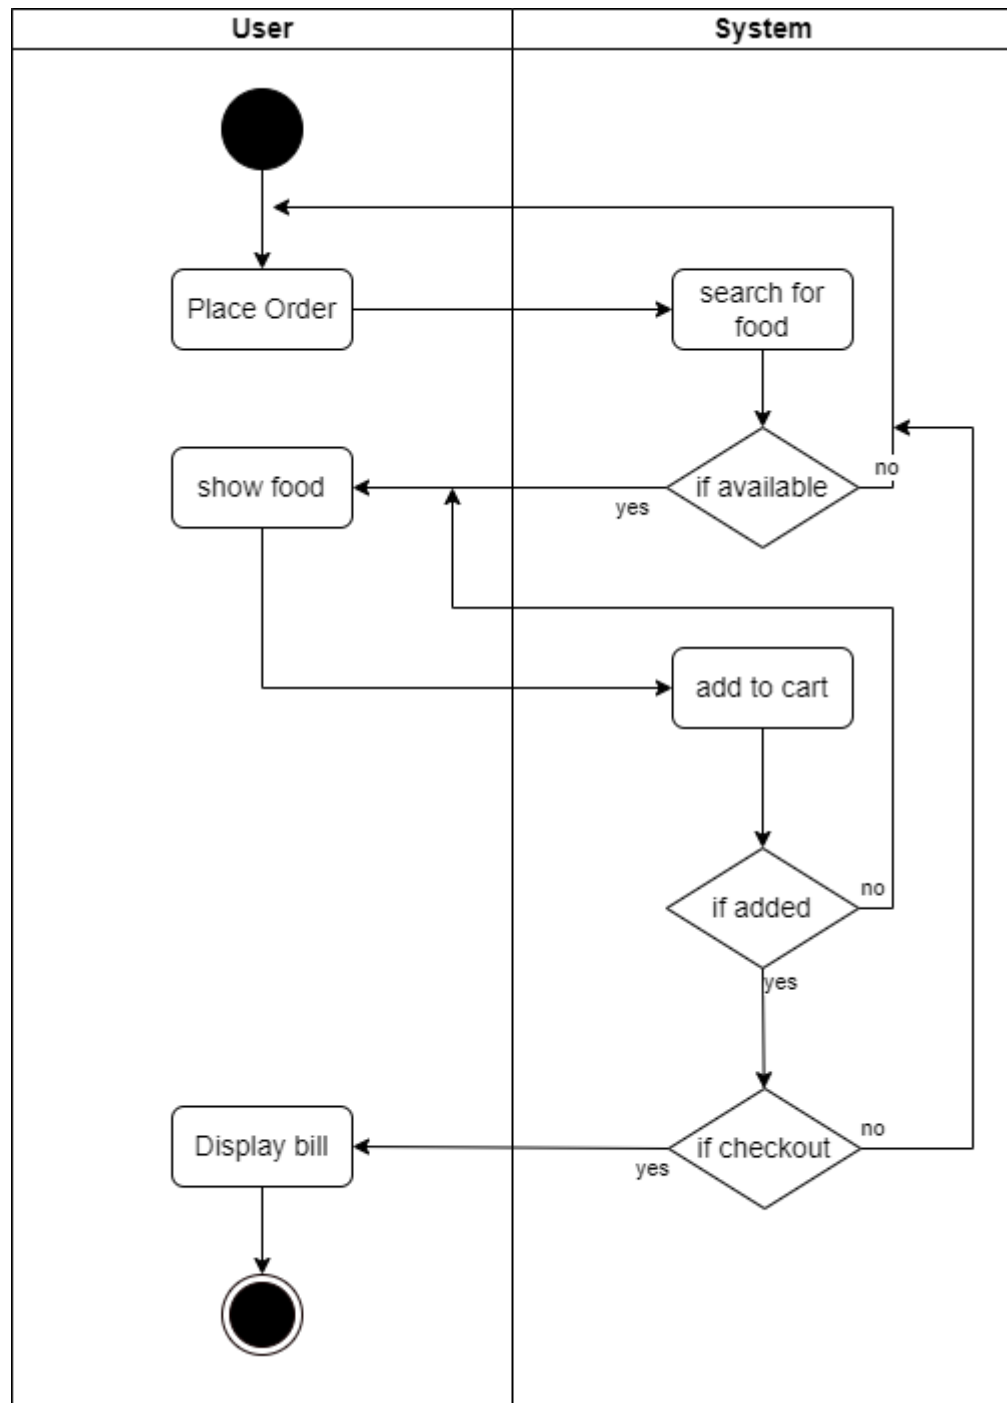 User
System
Place Order
search for
food
show food
yes
if available
no
add to cart
if added
no
yes
Display bill
yes
if checkout
no